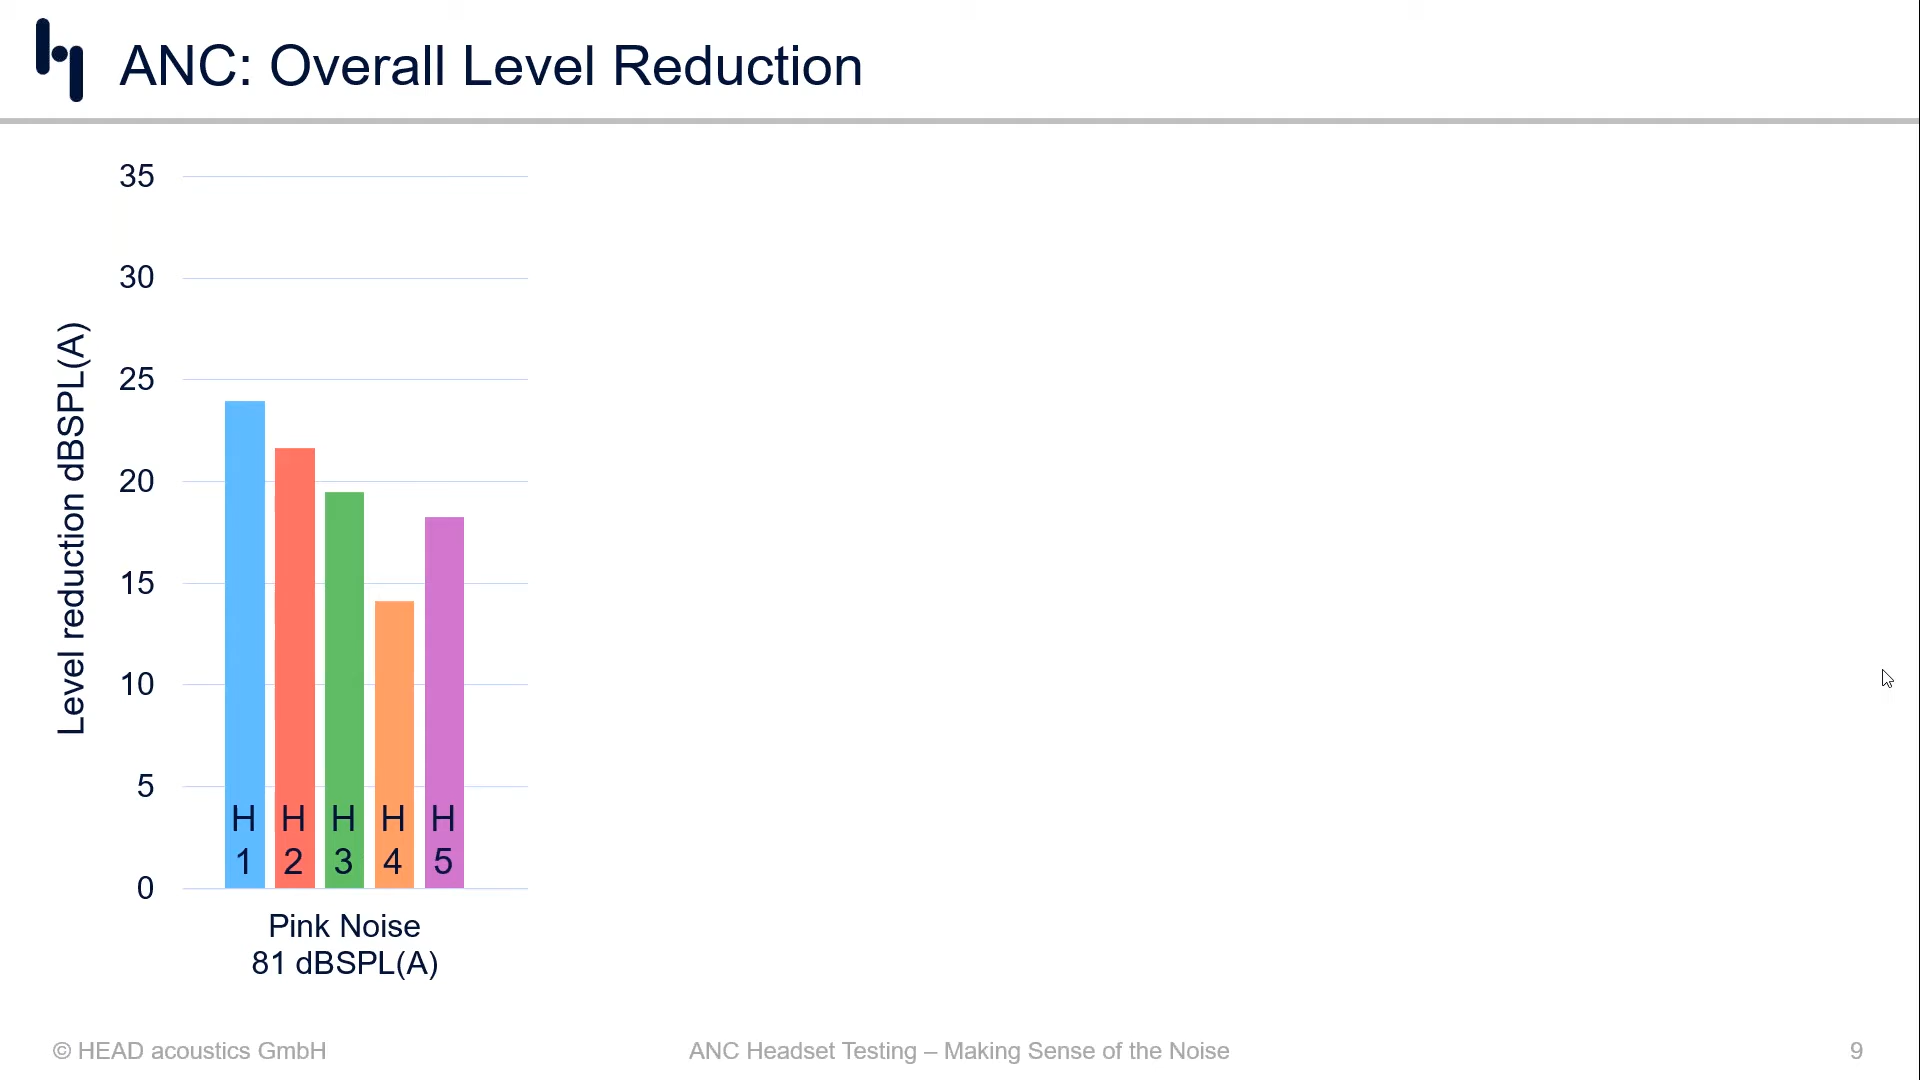 ANC: Overall Level Reduction
Level reduction dBSPL(A)
35
30
25
20
15
10
5
0
H H H H H
1 2 3 4 5
Pink Noise
81 dBSPL(A)
© HEAD acoustics GmbH
ANC Headset Testing – Making Sense of the Noise
9